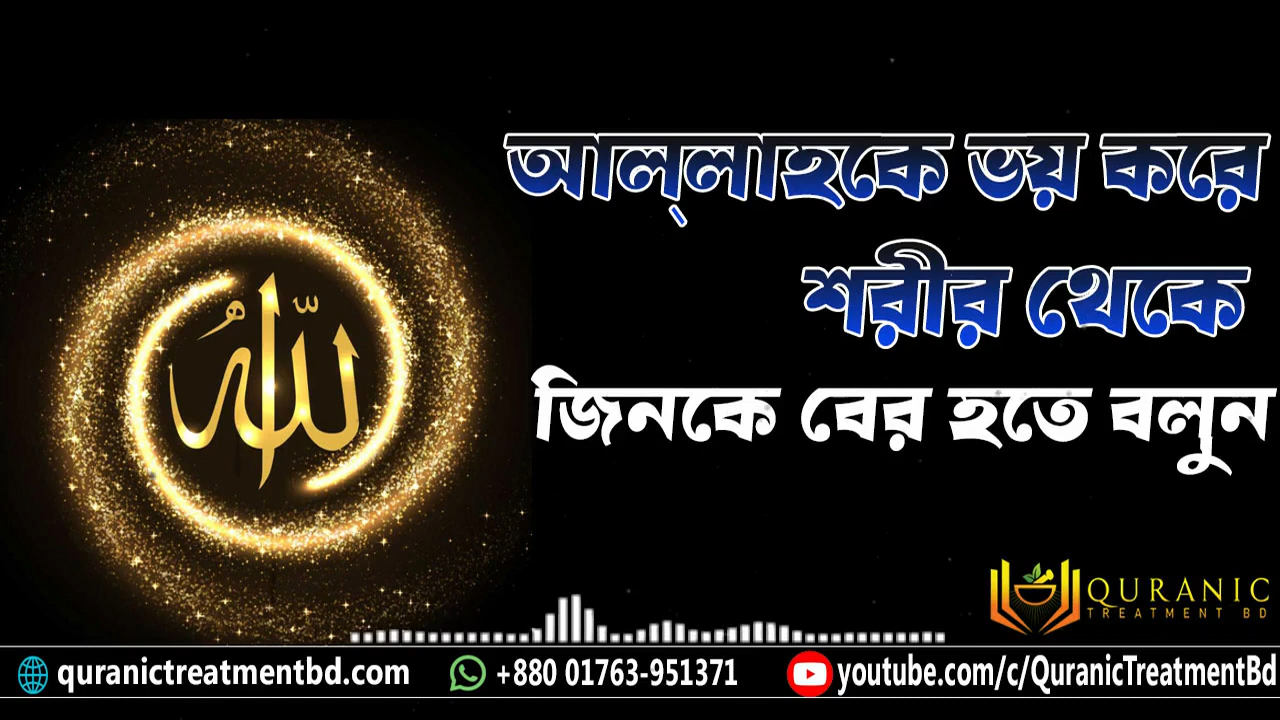 আল্‌লাহকে ভয় করে
শরীর থেকে
জিনকে বের হতে বলুন
الله
QURANIC
TREATMENT BD
quranictreatmentbd.com
+880 01763-951371
youtube.com/c/QuranicTreatmentBd